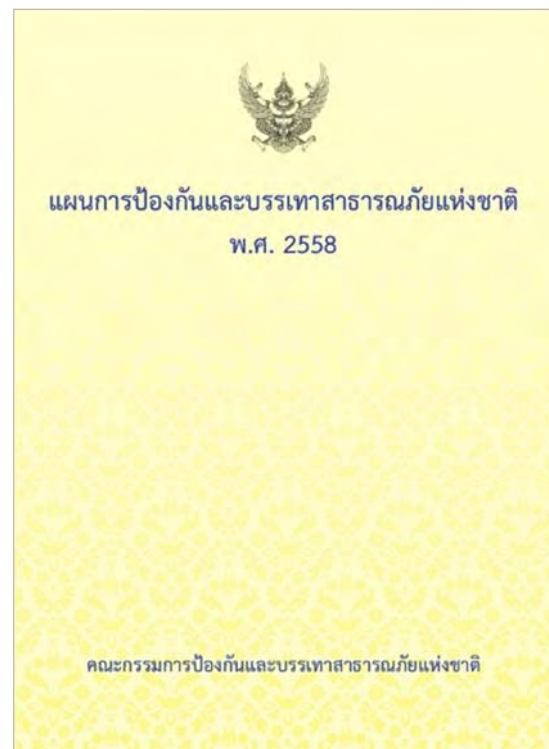 แผนการป้องกันและบรรเทาสาธารณภัยแห่งชาติ
พ.ศ. 2558
คณะกรรมการป้องกันและบรรเทาสาธารณภัยแห่งชาติ